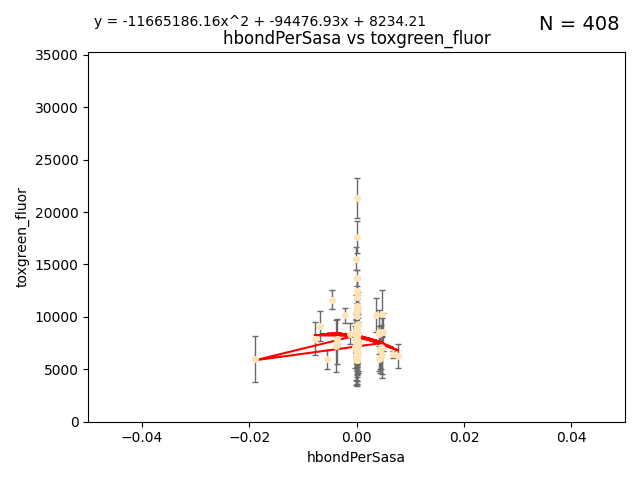 y = -11665186.16x^2 + -94476.93x + 8234.21
N = 408
hbondPerSasa vs toxgreen_fluor
35000
30000
25000
20000
15000
10000
5000
0
toxgreen_fluor
−0.04
−0.02
0.00
0.02
0.04
hbondPerSasa